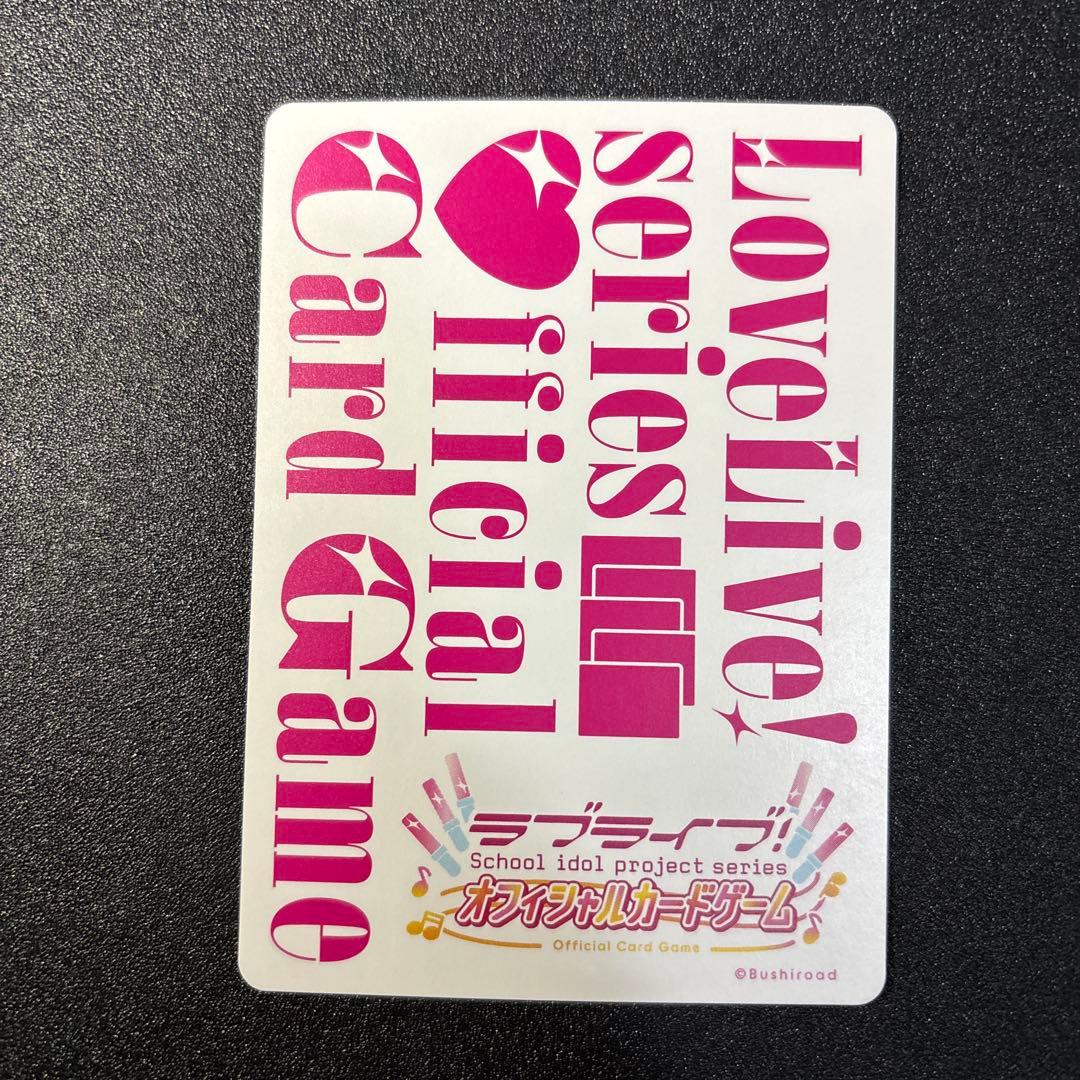 LoveLive!
series
Official
Card Game
ラブライブ!
School idol project series
オフィシャルカードゲーム
Official Card Game
©Bushiroad